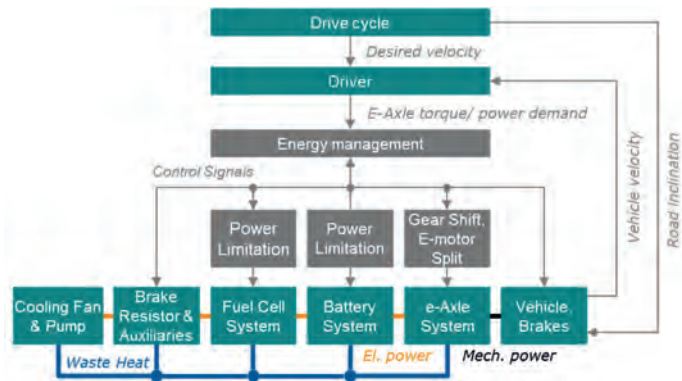 Drive cycle
Desired velocity
Driver
E-Axle torque/ power demand
Energy management
Control Signals
Power
Limitation
Power
Limitation
Gear Shift,
E-motor
Split
Vehicle velocity
Road inclination
Cooling Fan
& Pump
Brake
Resistor &
Auxiliaries
Fuel Cell
System
Battery
System
e-Axle
System
Vehicle,
Brakes
Waste Heat
El. power
Mech. power